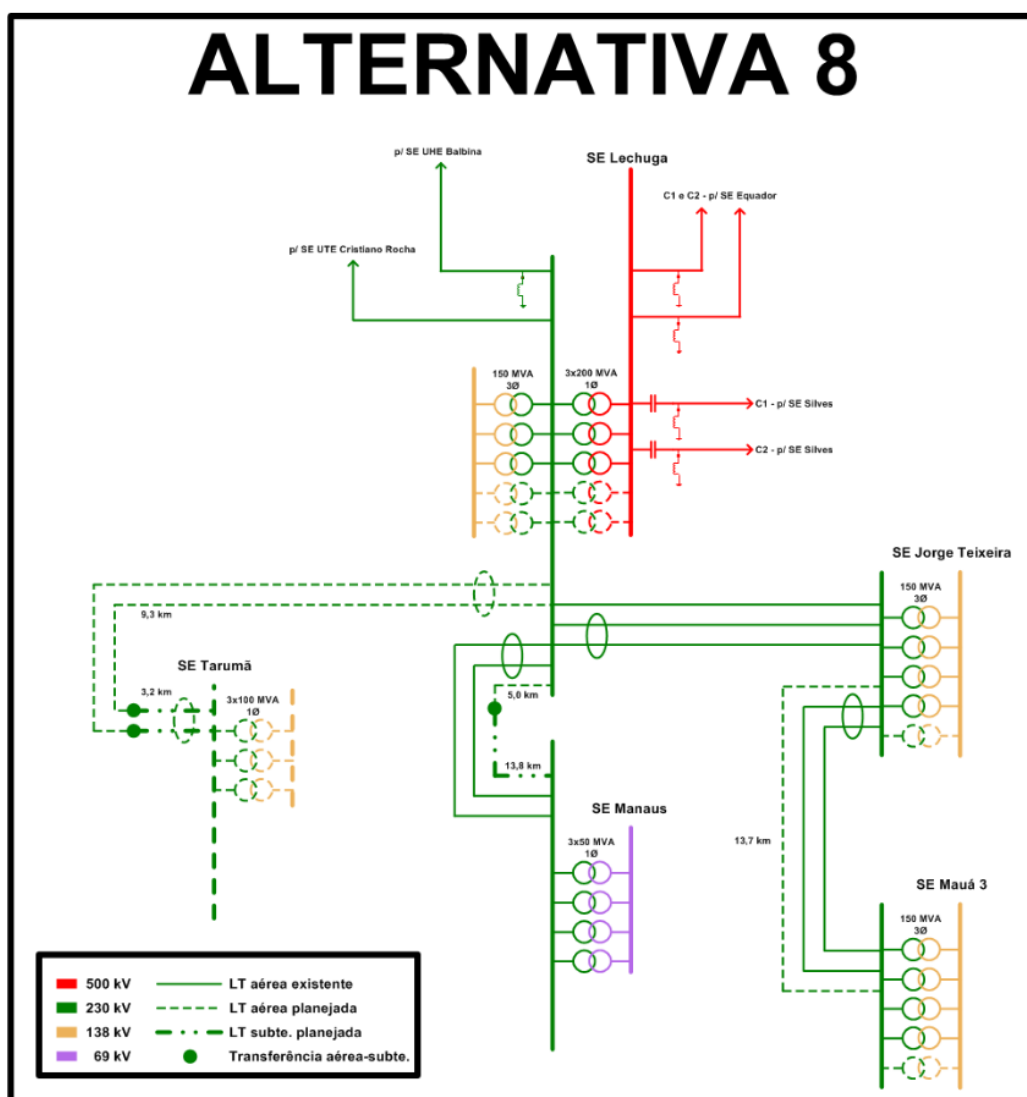 ALTERNATIVA 8
p/ SE UHE Balbina
SE Lechuga
C1 e C2 - p/ SE Equador
p/ SE UTE Cristiano Rocha
150 MVA
3Ø
3x200 MVA
1Ø
C1 - p/ SE Silves
C2 - p/ SE Silves
SE Jorge Teixeira
150 MVA
3Ø
9,3 km
SE Tarumã
3,2 km
3x100 MVA
1Ø
5,0 km
13,8 km
SE Manaus
3x50 MVA
1Ø
13,7 km
SE Mauá 3
150 MVA
3Ø
500 kV
LT aérea existente
230 kV
LT aérea planejada
138 kV
LT subte. planejada
69 kV
Transferência aérea-subte.